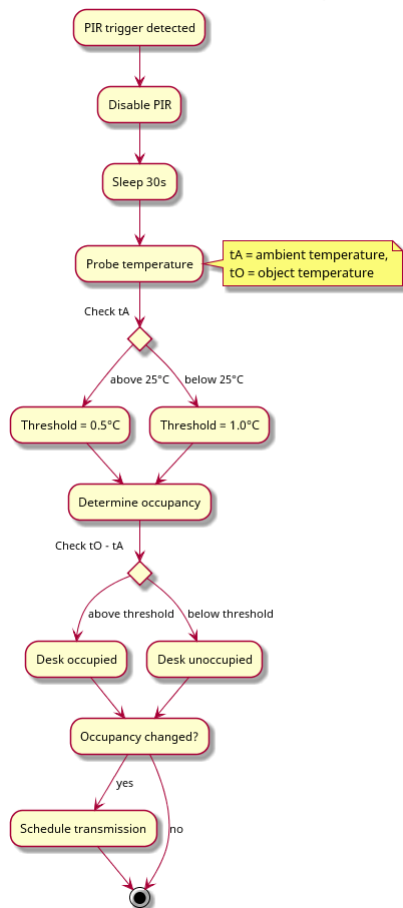 PIR trigger detected
Disable PIR
Sleep 30s
Probe temperature
tA = ambient temperature,
tO = object temperature
Check tA
above 25°C
below 25°C
Threshold = 0.5°C
Threshold = 1.0°C
Determine occupancy
Check tO - tA
above threshold
below threshold
Desk occupied
Desk unoccupied
Occupancy changed?
yes
Schedule transmission
no